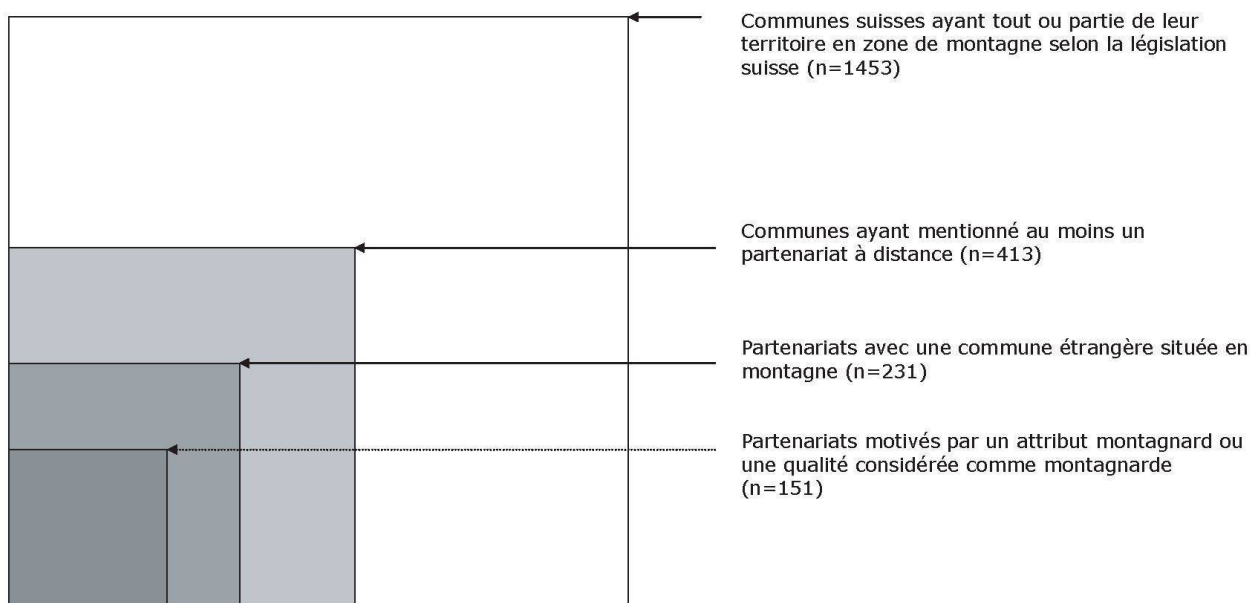 Communes suisses ayant tout ou partie de leur
territoire en zone de montagne selon la législation
suisse (n=1453)
Communes ayant mentionné au moins un
partenariat à distance (n=413)
Partenariats avec une commune étrangère située en
montagne (n=231)
Partenariats motivés par un attribut montagnard ou
une qualité considérée comme montagnarde
(n=151)